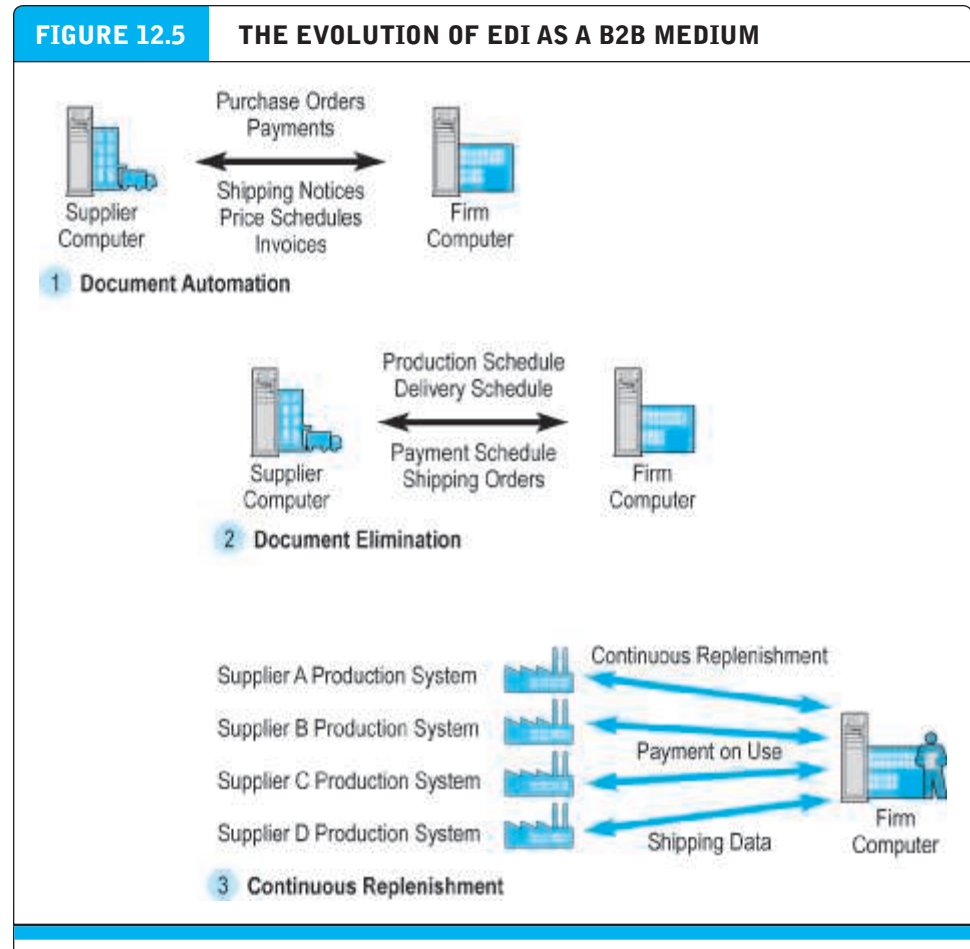 FIGURE 12.5 THE EVOLUTION OF EDI AS A B2B MEDIUM
Purchase Orders
Payments
Shipping Notices
Price Schedules
Invoices
Supplier
Computer
Firm
Computer
1 Document Automation
Production Schedule
Delivery Schedule
Payment Schedule
Shipping Orders
Supplier
Computer
Firm
Computer
2 Document Elimination
Continuous Replenishment
Supplier A Production System
Supplier B Production System
Payment on Use
Supplier C Production System
Supplier D Production System
Shipping Data
Firm
Computer
3 Continuous Replenishment